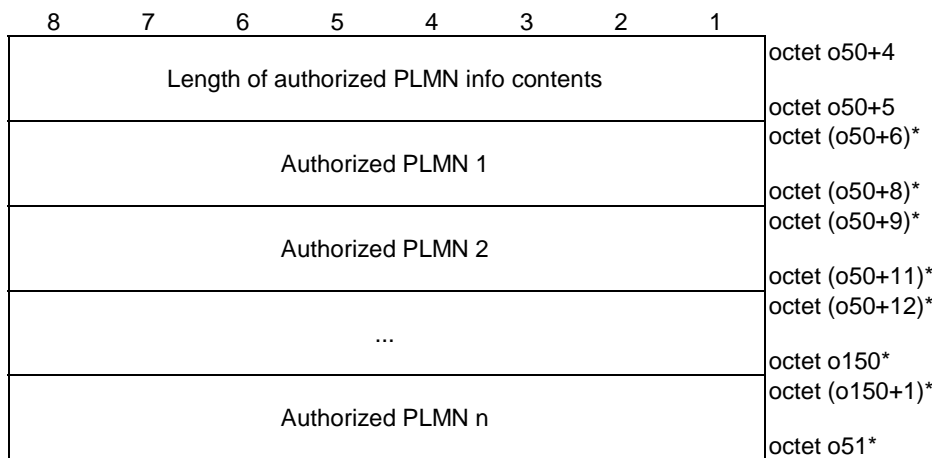 8 7 6 5 4 3 2 1
octet o50+4
Length of authorized PLMN info contents
octet o50+5
octet (o50+6)*
Authorized PLMN 1
octet (o50+8)*
octet (o50+9)*
Authorized PLMN 2
octet (o50+11)*
octet (o50+12)*
...
octet o150*
octet (o150+1)*
Authorized PLMN n
octet o51*